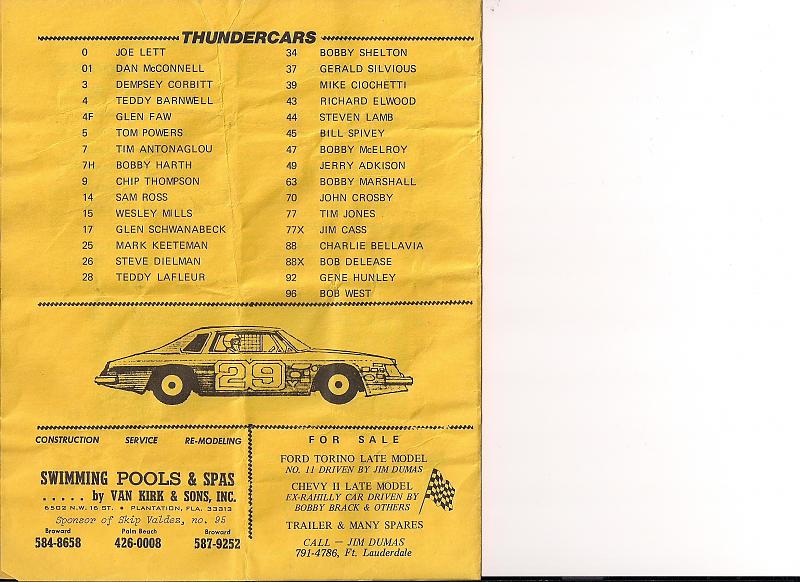 THUNDERCARS
0 JOE LETT
01 DAN McCONNELL
3 DEMPSEY CORBITT
4 TEDDY BARNWELL
4F GLEN FAW
5 TOM POWERS
7 TIM ANTONAGLOU
7H BOBBY HARTH
9 CHIP THOMPSON
14 SAM ROSS
15 WESLEY MILLS
17 GLEN SCHWANABECK
25 MARK KEETEMAN
26 STEVE DIELMAN
28 TEDDY LAFLEUR
34 BOBBY SHELTON
37 GERALD SILVIOUS
39 MIKE CIOCHETTI
43 RICHARD ELWOOD
44 STEVEN LAMB
45 BILL SPIVEY
47 BOBBY McELROY
49 JERRY ADKISON
63 BOBBY MARSHALL
70 JOHN CROSBY
77 TIM JONES
77X JIM CASS
88 CHARLIE BELLAVIA
88X BOB DELEASE
92 GENE HUNLEY
96 BOB WEST
29
CONSTRUCTION SERVICE RE-MODELING
SWIMMING POOLS & SPAS
. . . . . by VAN KIRK & SONS, INC.
6502 N.W. 16 ST. • PLANTATION, FLA. 33313
Sponsor of Skip Valdez, no. 95
Broward Palm Beach Broward
584-8658 426-0008 587-9252
FOR SALE
FORD TORINO LATE MODEL
NO. 11 DRIVEN BY JIM DUMAS
CHEVY II LATE MODEL
EX-RAHILLY CAR DRIVEN BY
BOBBY BRACK & OTHERS
TRAILER & MANY SPARES
CALL — JIM DUMAS
791-4786, Ft. Lauderdale